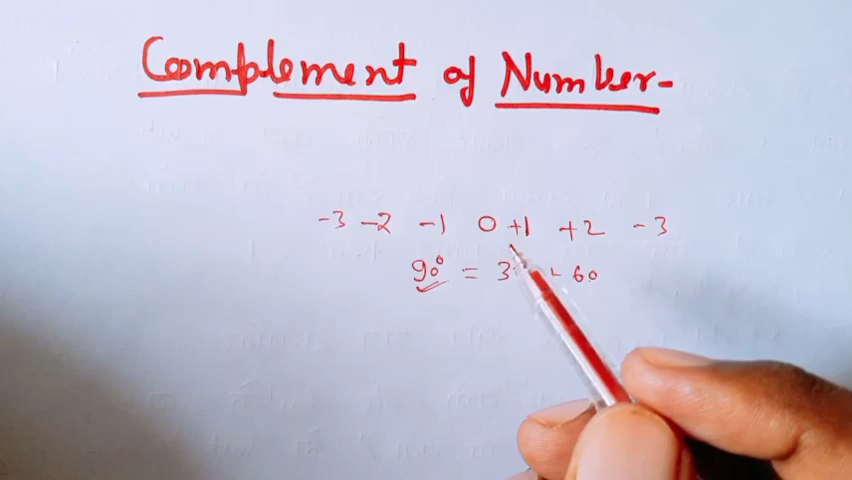 Complement of Number-
-3 -2 -1 0 +1 +2 -3
90° = 3 + 60